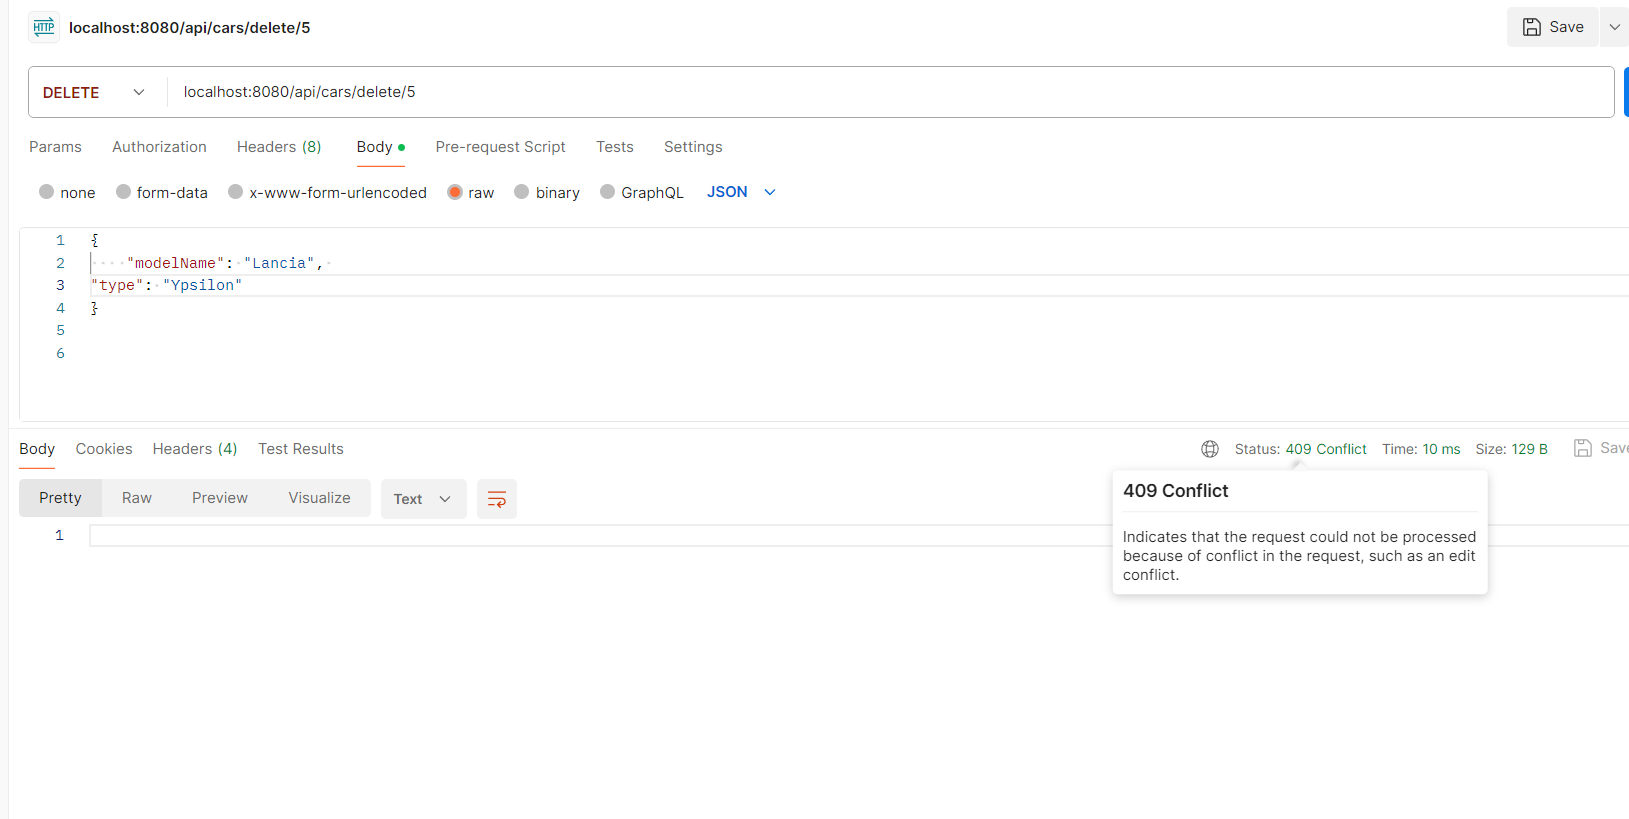 HTTP localhost:8080/api/cars/delete/5 Save
DELETE localhost:8080/api/cars/delete/5
Params Authorization Headers (8) Body Pre-request Script Tests Settings
none form-data x-www-form-urlencoded raw binary GraphQL JSON
1 {
2 "modelName": "Lancia",
3 "type": "Ypsilon"
4 }
5
6
Body Cookies Headers (4) Test Results Status: 409 Conflict Time: 10 ms Size: 129 B Save
Pretty Raw Preview Visualize Text
1
409 Conflict
Indicates that the request could not be processed
because of conflict in the request, such as an edit
conflict.